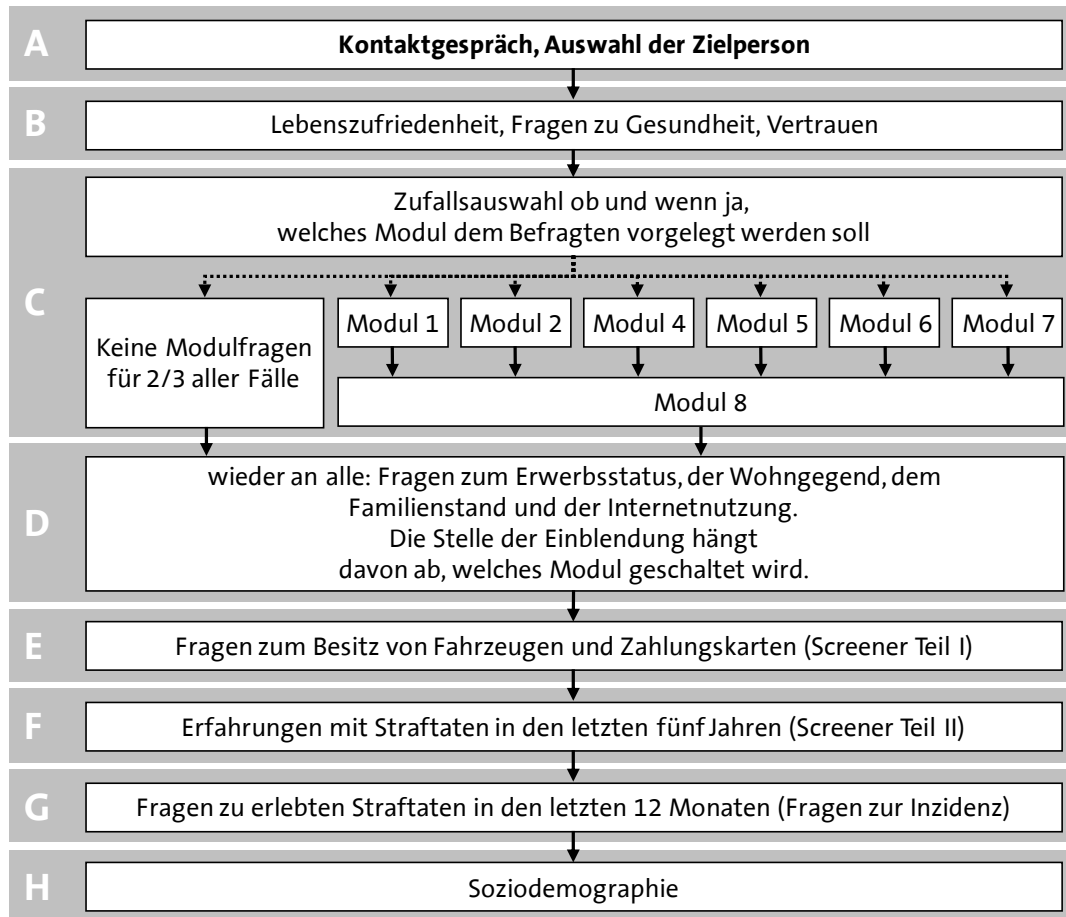 A
Kontaktgespräch, Auswahl der Zielperson
B
Lebenszufriedenheit, Fragen zu Gesundheit, Vertrauen
C
Zufallsauswahl ob und wenn ja,
welches Modul dem Befragten vorgelegt werden soll
Keine Modulfragen
für 2/3 aller Fälle
Modul 1
Modul 2
Modul 4
Modul 5
Modul 6
Modul 7
Modul 8
D
wieder an alle: Fragen zum Erwerbsstatus, der Wohngegend, dem
Familienstand und der Internetnutzung.
Die Stelle der Einblendung hängt
davon ab, welches Modul geschaltet wird.
E
Fragen zum Besitz von Fahrzeugen und Zahlungskarten (Screener Teil I)
F
Erfahrungen mit Straftaten in den letzten fünf Jahren (Screener Teil II)
G
Fragen zu erlebten Straftaten in den letzten 12 Monaten (Fragen zur Inzidenz)
H
Soziodemographie